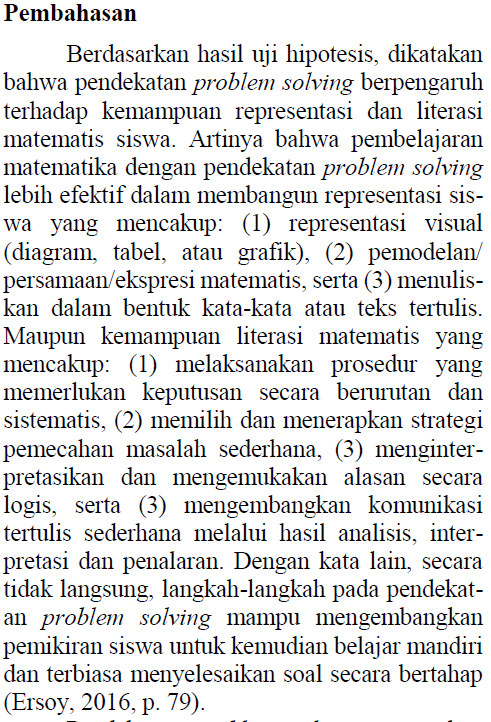 Pembahasan
Berdasarkan hasil uji hipotesis, dikatakan
bahwa pendekatan problem solving berpengaruh
terhadap kemampuan representasi dan literasi
matematis siswa. Artinya bahwa pembelajaran
matematika dengan pendekatan problem solving
lebih efektif dalam membangun representasi sis-
wa yang mencakup: (1) representasi visual
(diagram, tabel, atau grafik), (2) pemodelan/
persamaan/ekspresi matematis, serta (3) menulis-
kan dalam bentuk kata-kata atau teks tertulis.
Maupun kemampuan literasi matematis yang
mencakup: (1) melaksanakan prosedur yang
memerlukan keputusan secara berurutan dan
sistematis, (2) memilih dan menerapkan strategi
pemecahan masalah sederhana, (3) menginter-
pretasikan dan mengemukakan alasan secara
logis, serta (3) mengembangkan komunikasi
tertulis sederhana melalui hasil analisis, inter-
pretasi dan penalaran. Dengan kata lain, secara
tidak langsung, langkah-langkah pada pendekat-
an problem solving mampu mengembangkan
pemikiran siswa untuk kemudian belajar mandiri
dan terbiasa menyelesaikan soal secara bertahap
(Ersoy, 2016, p. 79).